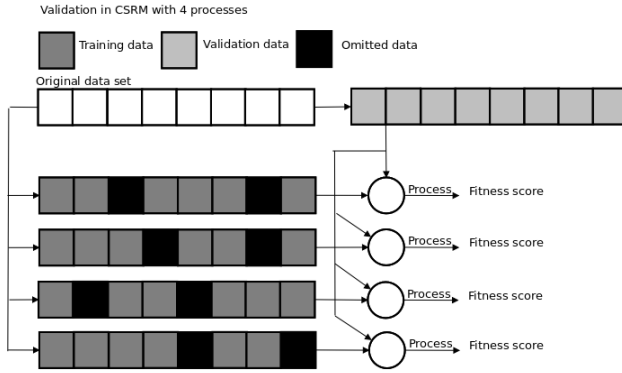 Validation in CSRM with 4 processes
Training data
Validation data
Omitted data
Original data set
Process
Fitness score
Process
Fitness score
Process
Fitness score
Process
Fitness score